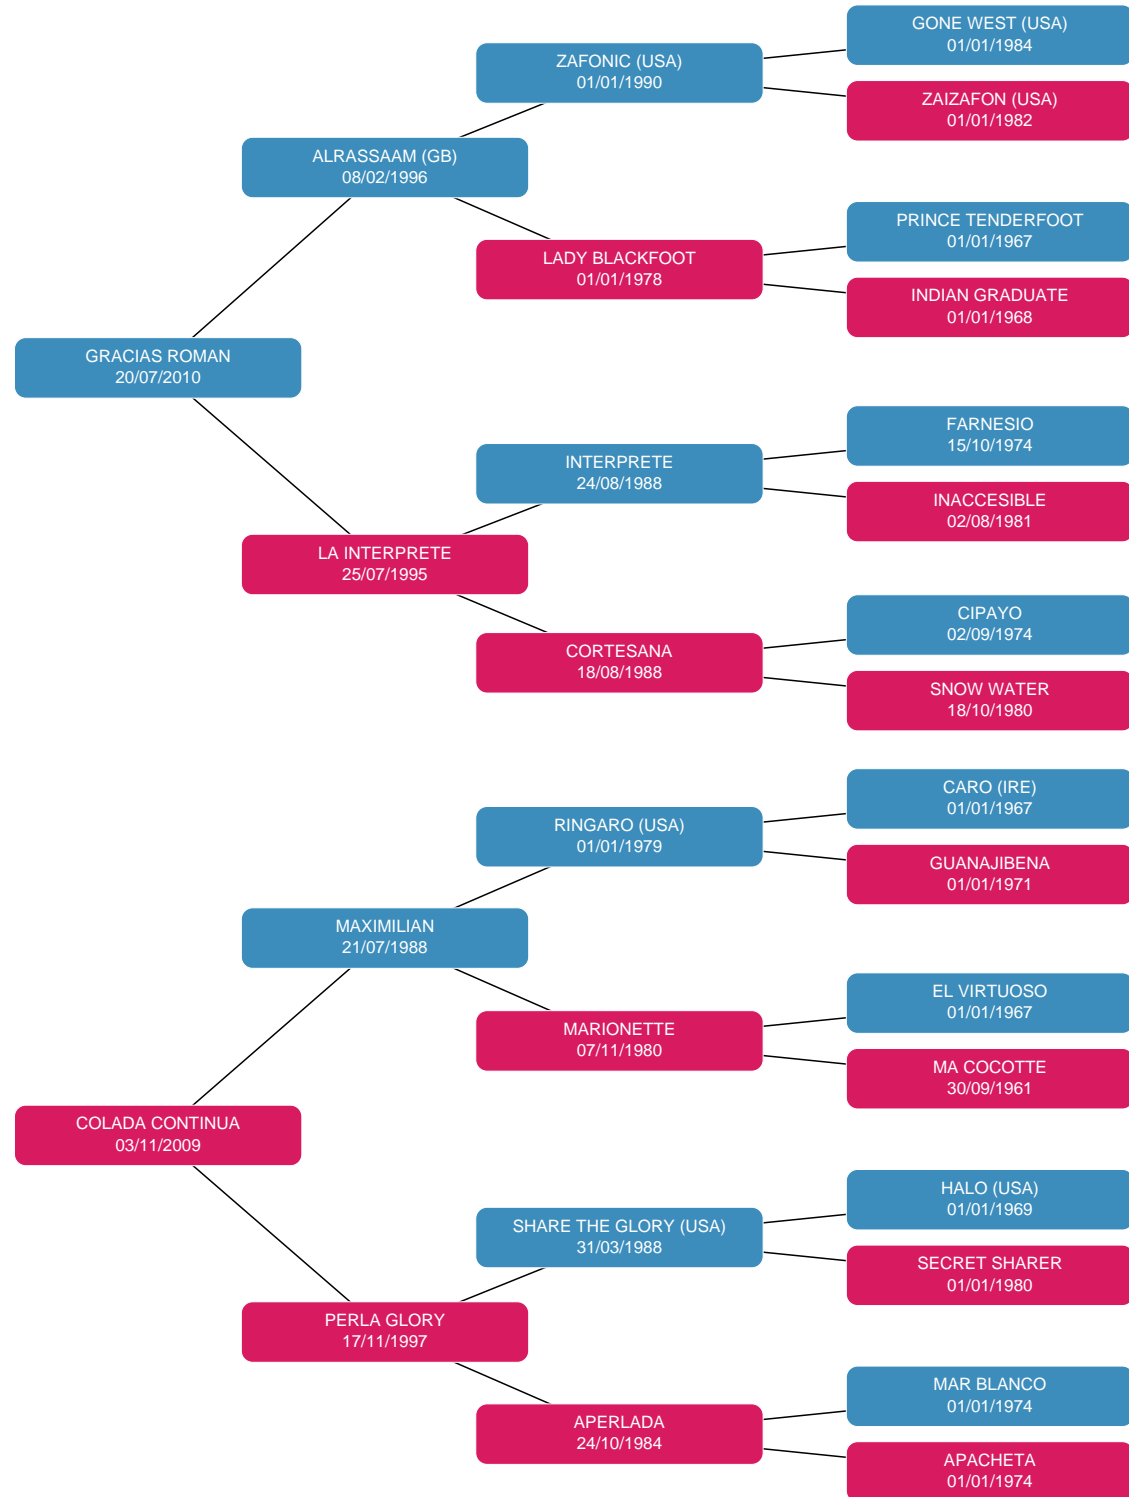 GONE WEST (USA)
01/01/1984
ZAFONIC (USA)
01/01/1990
ZAIZAFON (USA)
01/01/1982
ALRASSAAM (GB)
08/02/1996
PRINCE TENDERFOOT
01/01/1967
LADY BLACKFOOT
01/01/1978
INDIAN GRADUATE
01/01/1968
GRACIAS ROMAN
20/07/2010
FARNESIO
15/10/1974
INTERPRETE
24/08/1988
INACCESIBLE
02/08/1981
LA INTERPRETE
25/07/1995
CIPAYO
02/09/1974
CORTESANA
18/08/1988
SNOW WATER
18/10/1980
CARO (IRE)
01/01/1967
RINGARO (USA)
01/01/1979
GUANAJIBENA
01/01/1971
MAXIMILIAN
21/07/1988
EL VIRTUOSO
01/01/1967
MARIONETTE
07/11/1980
MA COCOTTE
30/09/1961
COLADA CONTINUA
03/11/2009
HALO (USA)
01/01/1969
SHARE THE GLORY (USA)
31/03/1988
SECRET SHARER
01/01/1980
PERLA GLORY
17/11/1997
MAR BLANCO
01/01/1974
APERLADA
24/10/1984
APACHETA
01/01/1974